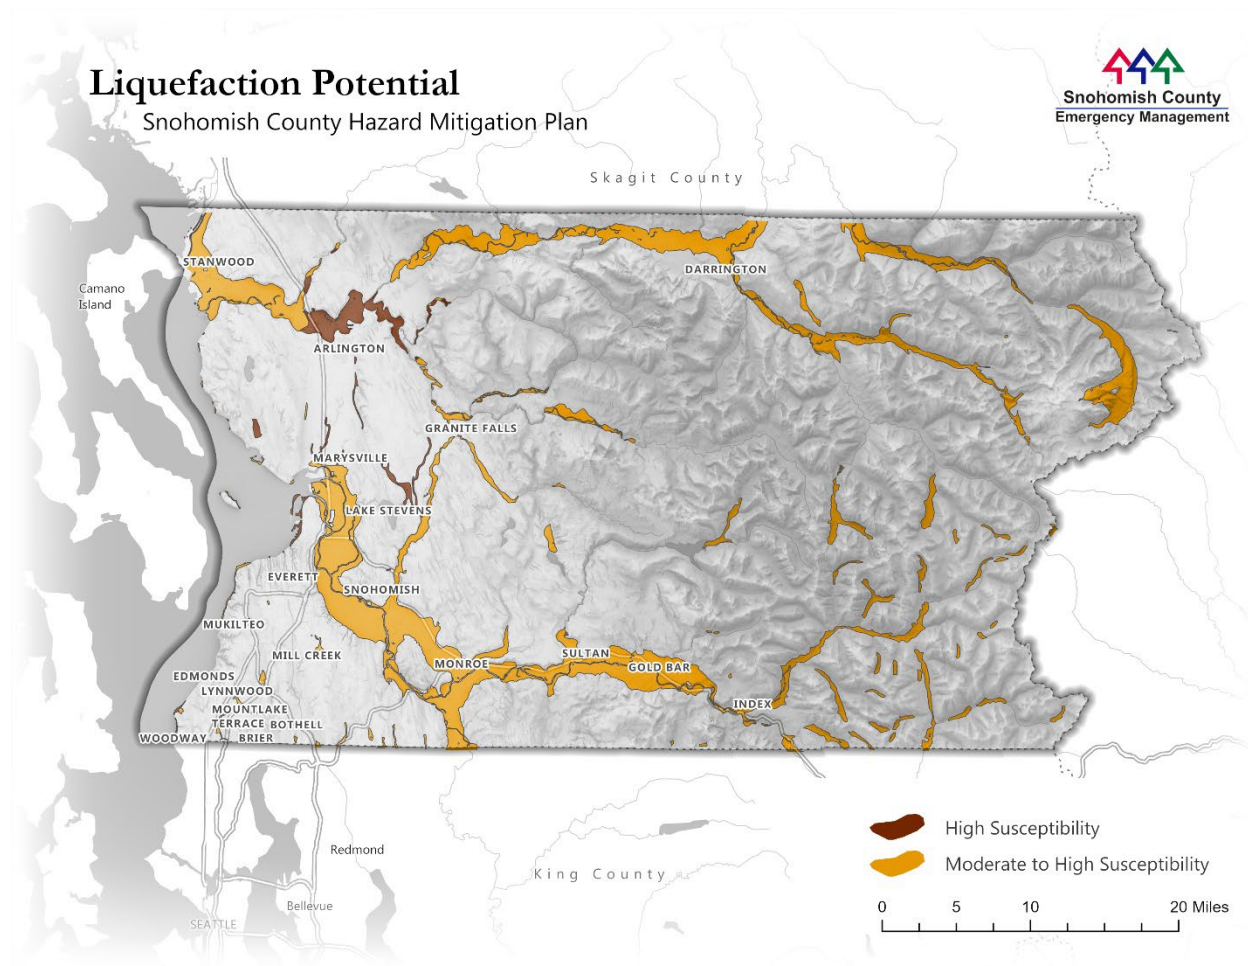 Liquefaction Potential
Snohomish County Hazard Mitigation Plan
Snohomish County
Emergency Management
Skagit County
STANWOOD
DARRINGTON
Camano
Island
ARLINGTON
GRANITE FALLS
MARYSVILLE
LAKE STEVENS
EVERETT
SNOHOMISH
MUKILTEO
MILL CREEK
SULTAN
MONROE
GOLD BAR
EDMONDS
LYNNWOOD
INDEX
MOUNTLAKE
TERRACE
BOTHELL
WOODWAY
BRIER
High Susceptibility
Moderate to High Susceptibility
Redmond
King County
Bellevue
SEATTLE
0 5 10 20 Miles